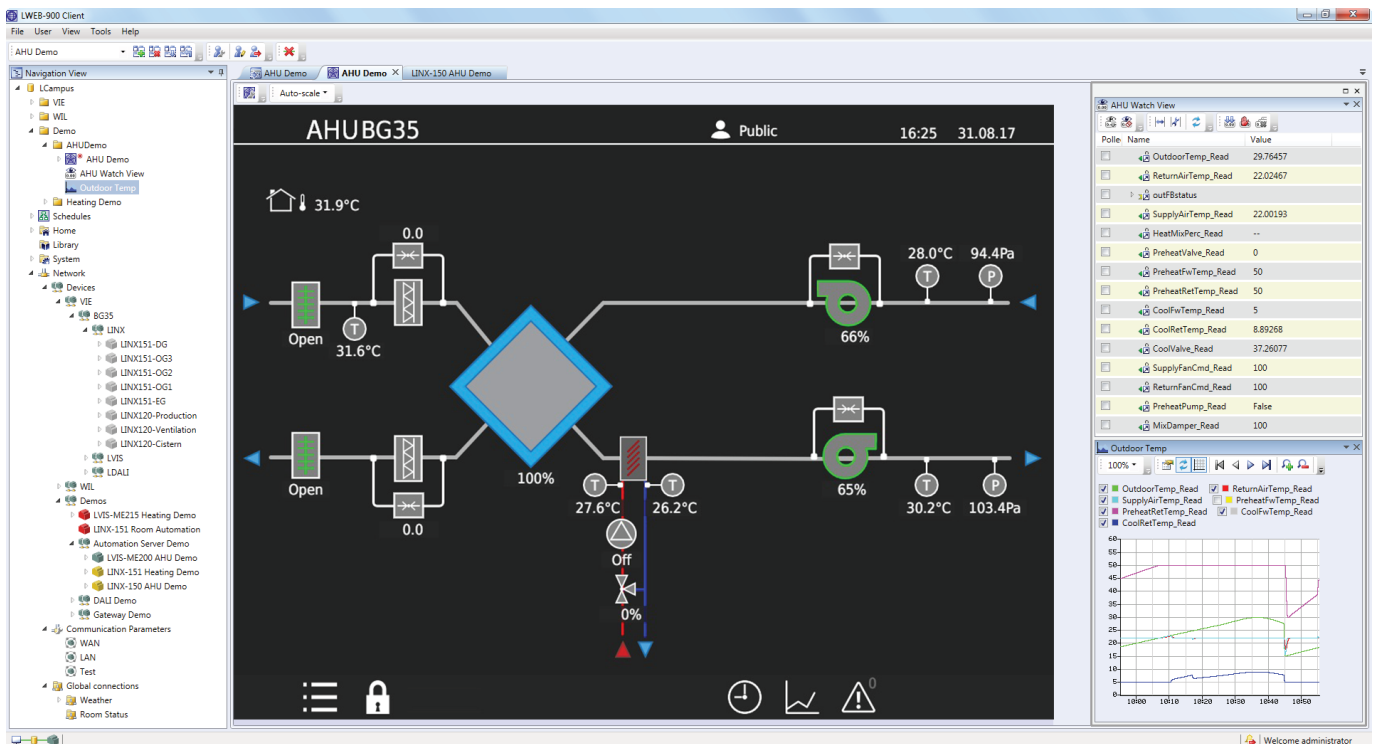 LWEB-900 Client
File User View Tools Help
AHU Demo
Navigation View
LCampus
VIE
WIL
Demo
AHUDemo
* AHU Demo
AHU Watch View
Outdoor Temp
Heating Demo
Schedules
Home
Library
System
Network
Devices
VIE
BG35
LINX
LINX151-DG
LINX151-OG3
LINX151-OG2
LINX151-OG1
LINX151-EG
LINX120-Production
LINX120-Ventilation
LINX120-Cistern
LVIS
LDALI
WIL
Demos
LVIS-ME215 Heating Demo
LINX-151 Room Automation
Automation Server Demo
LVIS-ME200 AHU Demo
LINX-151 Heating Demo
LINX-150 AHU Demo
DALI Demo
Gateway Demo
Communication Parameters
WAN
LAN
Test
Global connections
Weather
Room Status
AHU Demo AHU Demo LINX-150 AHU Demo
Auto-scale
AHUBG35 Public 16:25 31.08.17
31.9°C
0.0
28.0°C 94.4Pa
T P
Open T 66%
31.6°C
Open 100% T T 65% T P
27.6°C 26.2°C 30.2°C 103.4Pa
0.0
Off
0%
0
AHU Watch View
Polle Name Value
OutdoorTemp_Read 29.76457
ReturnAirTemp_Read 22.02467
outFBstatus
SupplyAirTemp_Read 22.00193
HeatMixPerc_Read --
PreheatValve_Read 0
PreheatFwTemp_Read 50
PreheatRetTemp_Read 50
CoolFwTemp_Read 5
CoolRetTemp_Read 8.89268
CoolValve_Read 37.26077
SupplyFanCmd_Read 100
ReturnFanCmd_Read 100
PreheatPump_Read False
MixDamper_Read 100
Outdoor Temp
100%
OutdoorTemp_Read ReturnAirTemp_Read
SupplyAirTemp_Read PreheatFwTemp_Read
PreheatRetTemp_Read CoolFwTemp_Read
CoolRetTemp_Read
60
55
50
45
40
35
30
25
20
15
10
5
0
10:00 10:10 10:20 10:30 10:40 10:50
Welcome administrator